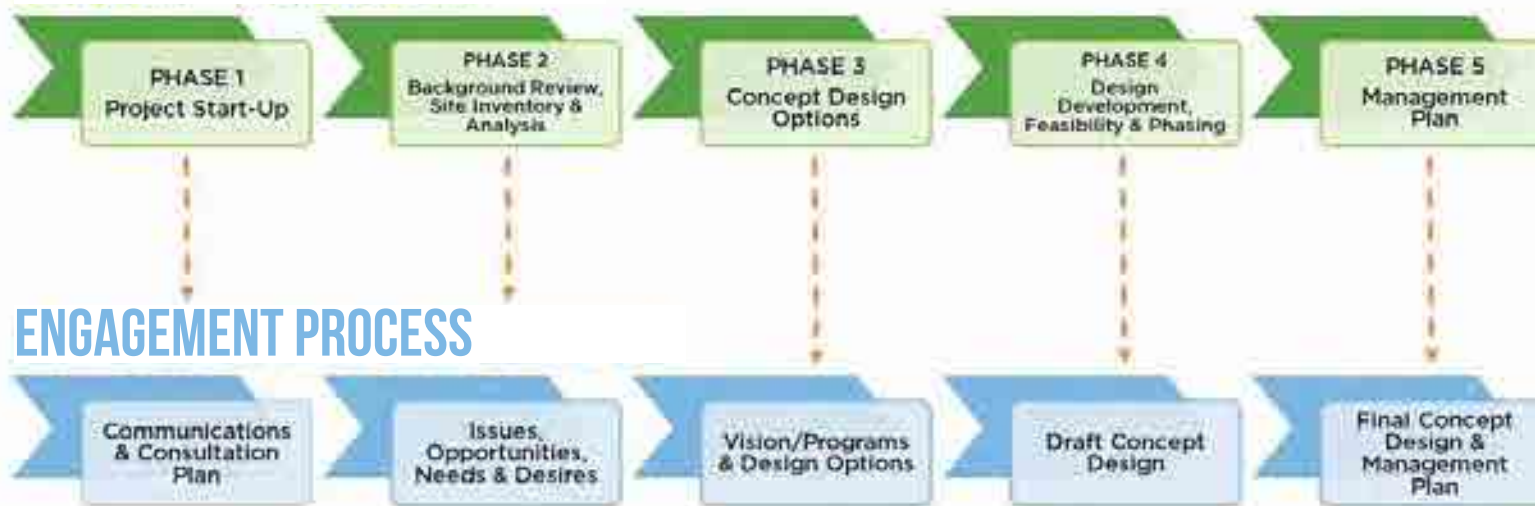 PHASE 1
Project Start-Up
PHASE 2
Background Review,
Site Inventory &
Analysis
PHASE 3
Concept Design
Options
PHASE 4
Design
Development,
Feasibility & Phasing
PHASE 5
Management
Plan
ENGAGEMENT PROCESS
Communications
& Consultation
Plan
Issues,
Opportunities,
Needs & Desires
Vision/Programs
& Design Options
Draft Concept
Design
Final Concept
Design &
Management
Plan